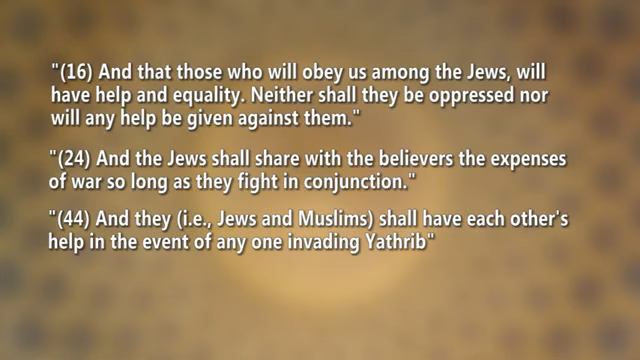 "(16) And that those who will obey us among the Jews, will
have help and equality. Neither shall they be oppressed nor
will any help be given against them."
"(24) And the Jews shall share with the believers the expenses
of war so long as they fight in conjunction."
"(44) And they (i.e., Jews and Muslims) shall have each other's
help in the event of any one invading Yathrib"